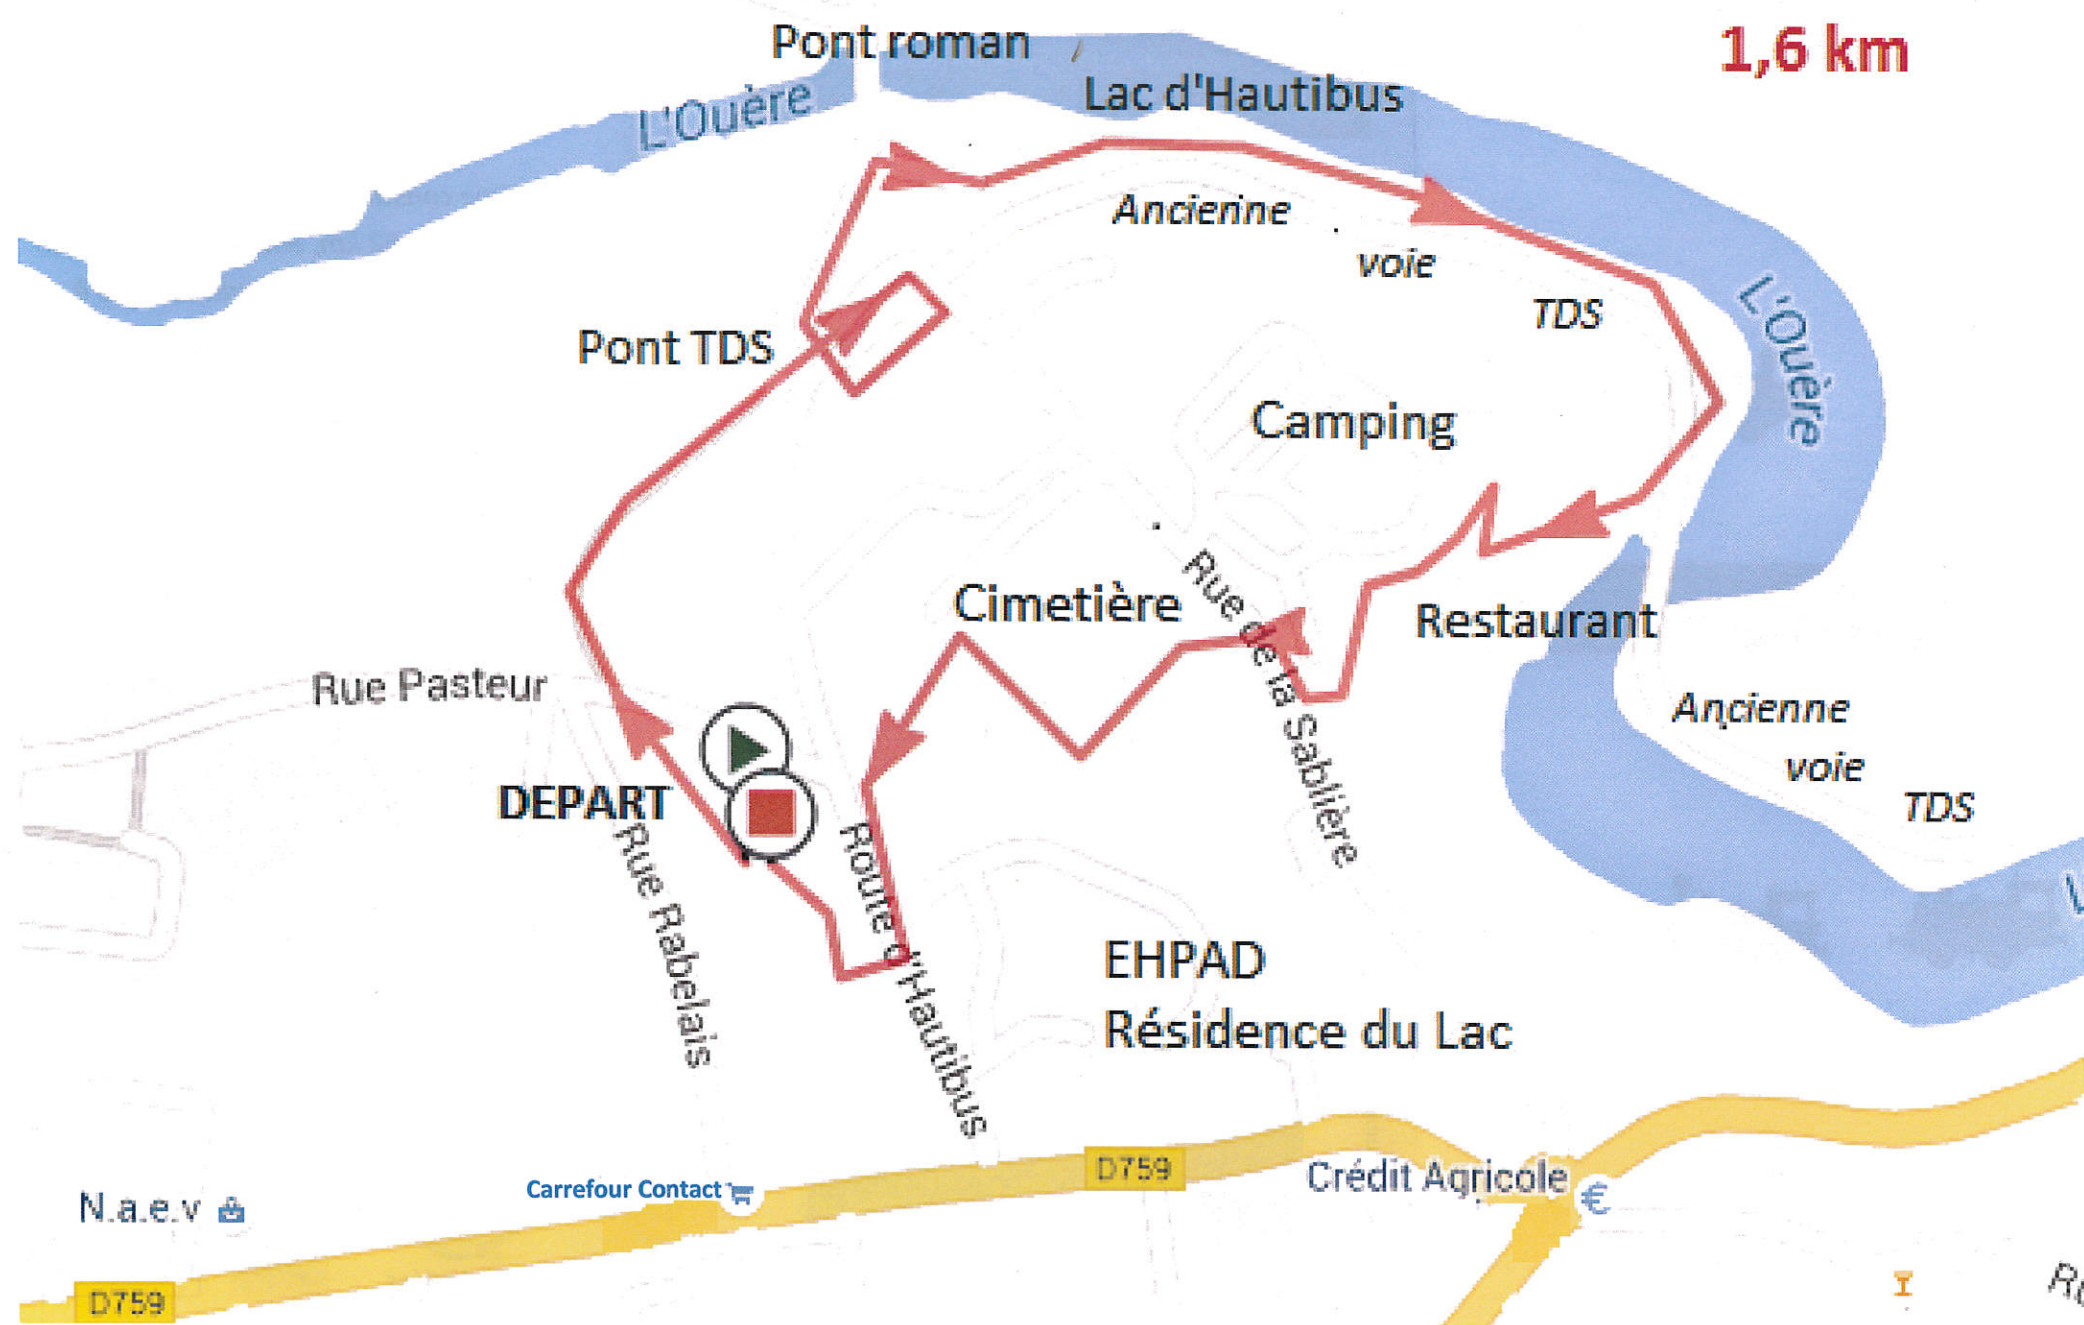 Pont roman
1,6 km
Lac d'Hautibus
L'Ouère
Ancienne
voie
TDS
L'Ouère
Pont TDS
Camping
Cimetière
Rue de la Sablière
Restaurant
Rue Pasteur
Ancienne
voie
TDS
DEPART
Rue Rabelais
Route d'Hautibus
EHPAD
Résidence du Lac
D759
Crédit Agricole
€
Carrefour Contact
N.a.e.v
D759